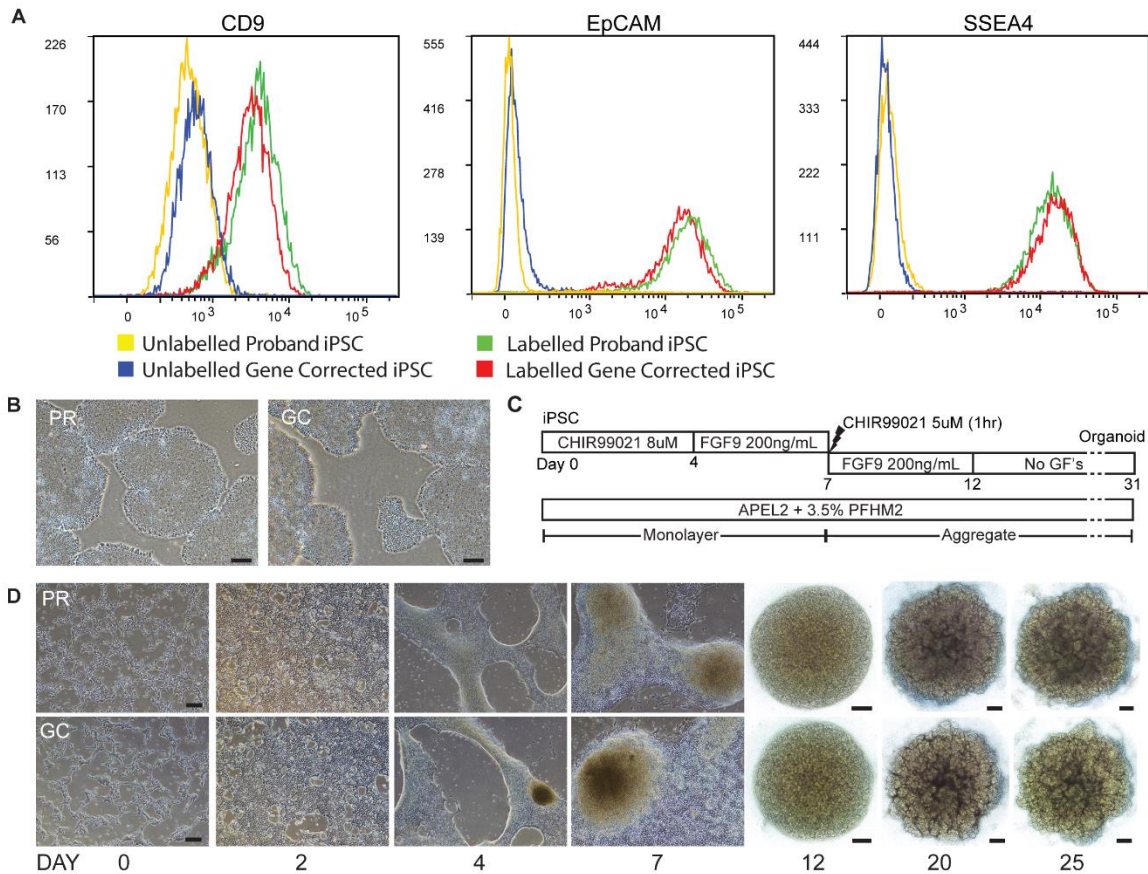 A
CD9
EpCAM
SSEA4
226
170
113
56
0
10³
10⁴
10⁵
555
416
278
139
0
10³
10⁴
10⁵
444
333
222
111
0
10³
10⁴
10⁵
Unlabelled Proband iPSC
Labelled Proband iPSC
Unlabelled Gene Corrected iPSC
Labelled Gene Corrected iPSC
B
PR
GC
C
iPSC
CHIR99021 5uM (1hr)
Organoid
CHIR99021 8uM
FGF9 200ng/mL
Day 0
4
FGF9 200ng/mL
No GF's
7
12
31
APEL2 + 3.5% PFHM2
Monolayer
Aggregate
D
PR
GC
DAY 0 2 4 7 12 20 25